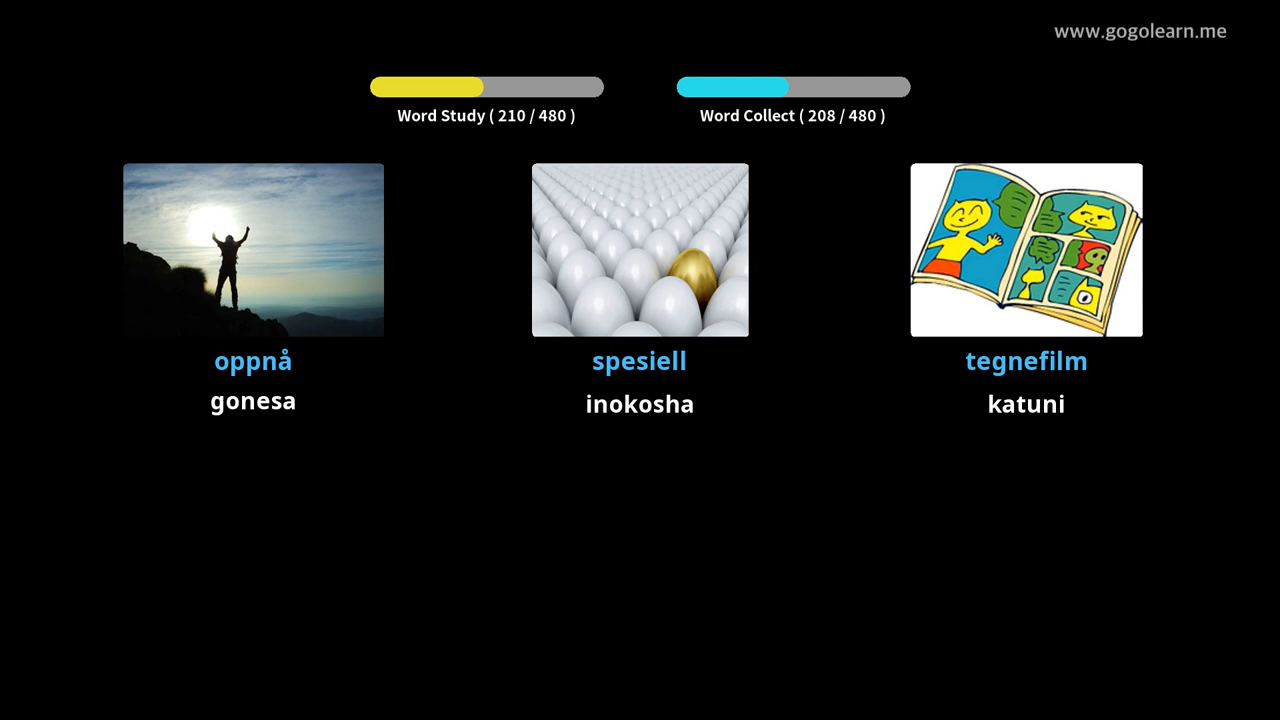 www.gogolearn.me
Word Study ( 210 / 480 )
Word Collect ( 208 / 480 )
oppnå
spesiell
tegnefilm
gonesa
inokosha
katuni